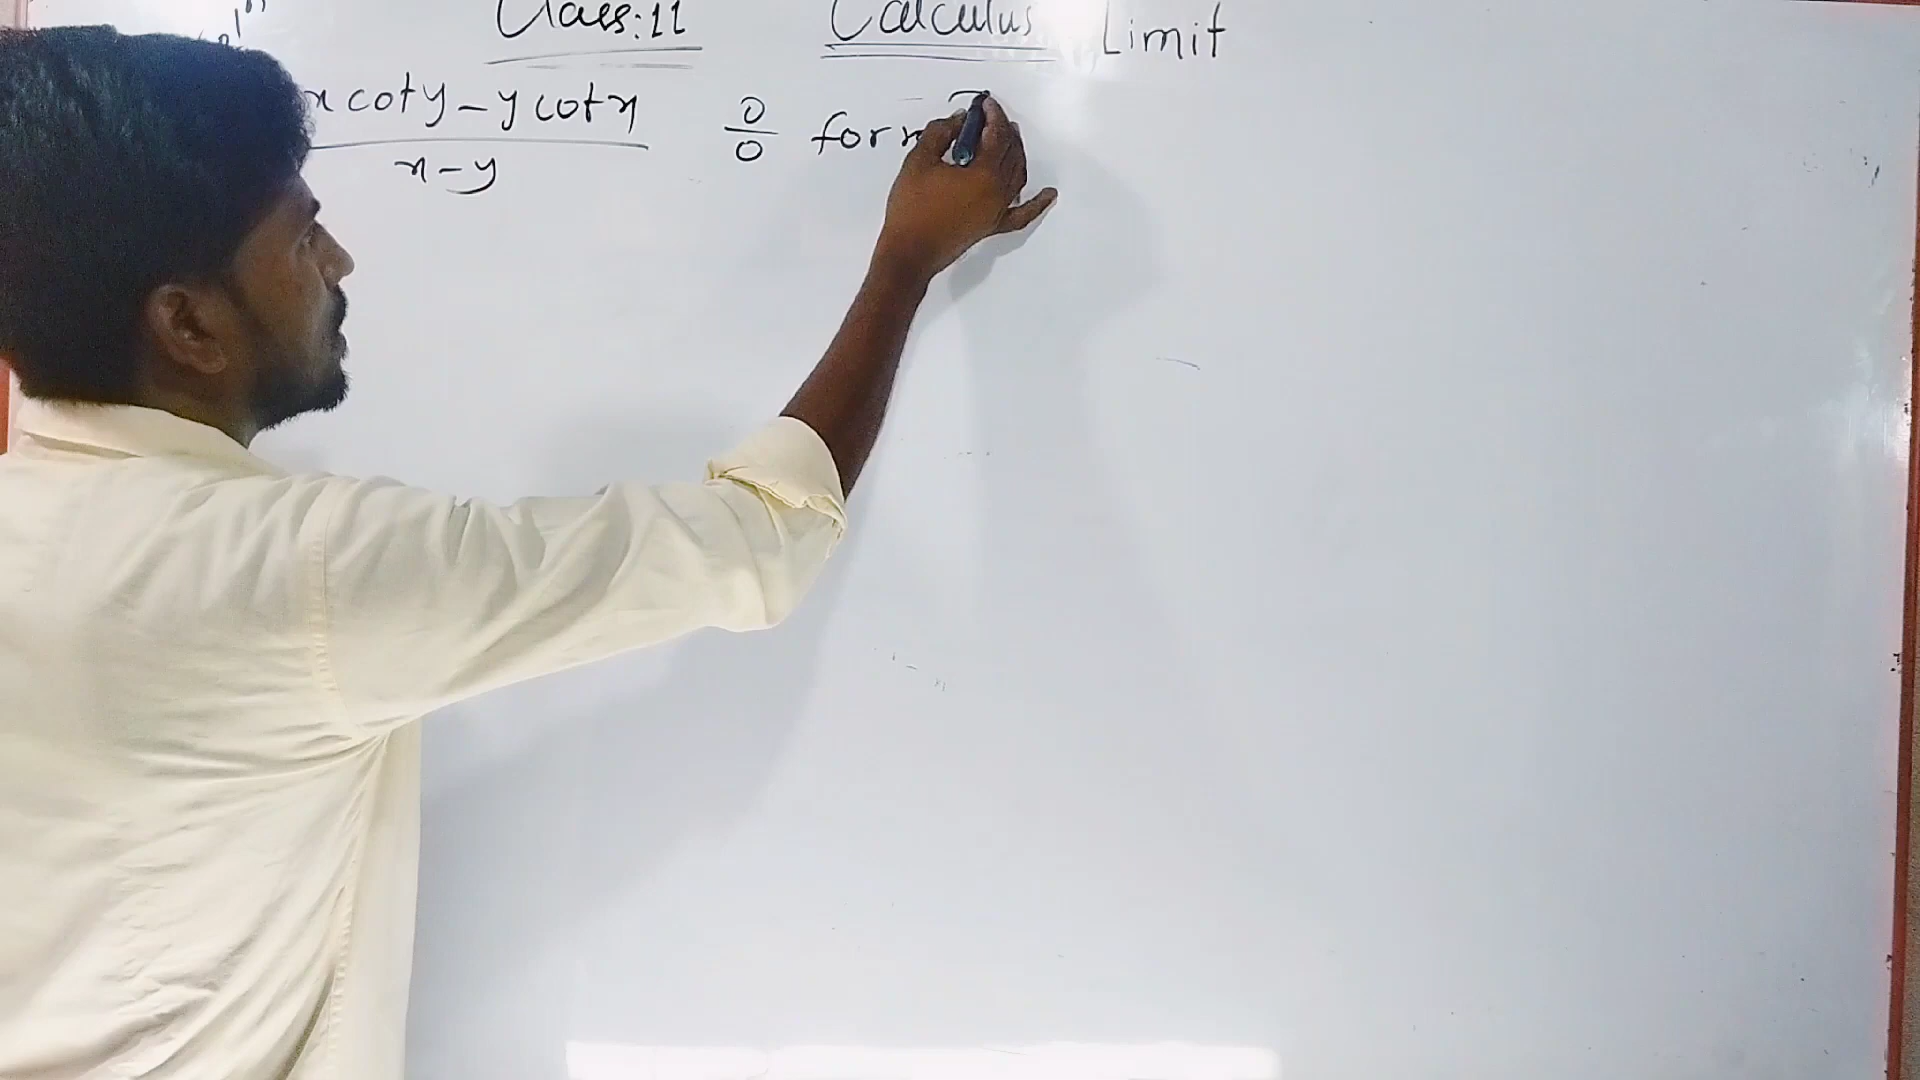 Class:11 Calculus Limit
x cot y - y cot x
x - y
0/0 form